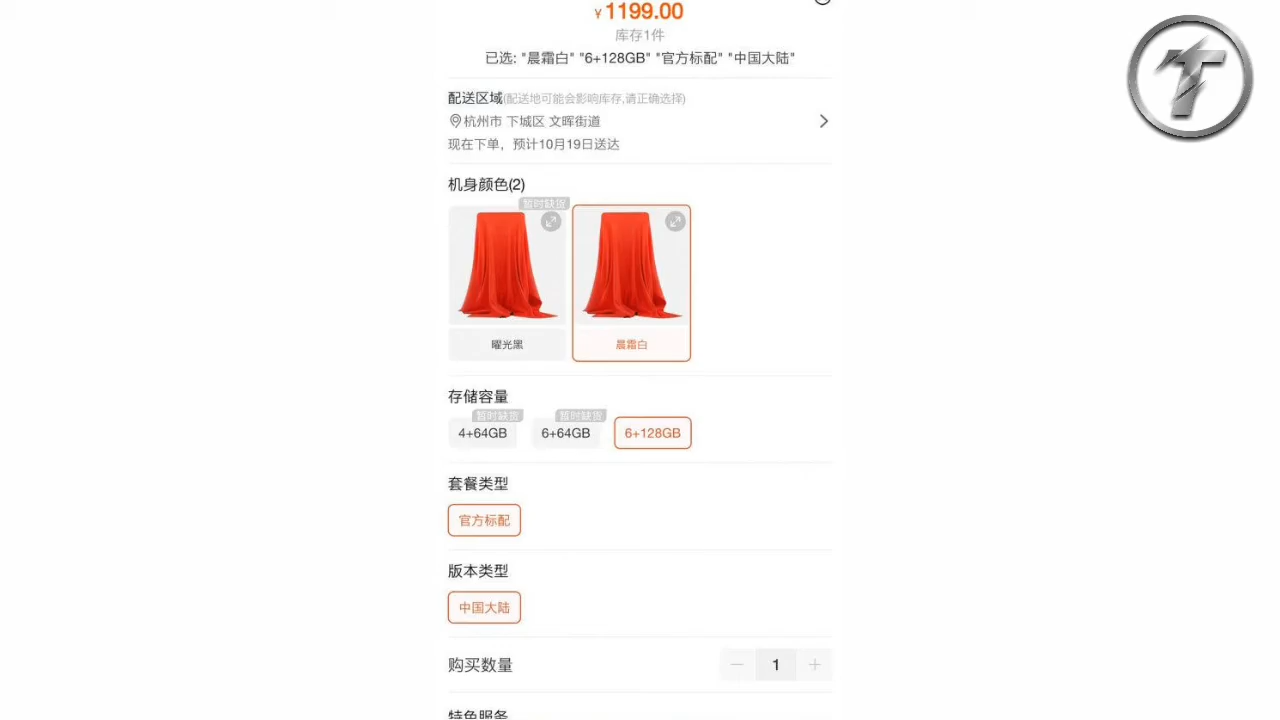 ¥1199.00
库存1件
已选: "晨霜白" "6+128GB" "官方标配" "中国大陆"
配送区域(配送地可能会影响库存,请正确选择)
杭州市 下城区 文晖街道
现在下单，预计10月19日送达
机身颜色(2)
暂时缺货
曜光黑
晨霜白
存储容量
暂时缺货
暂时缺货
4+64GB
6+64GB
6+128GB
套餐类型
官方标配
版本类型
中国大陆
购买数量
1
特色服务
T